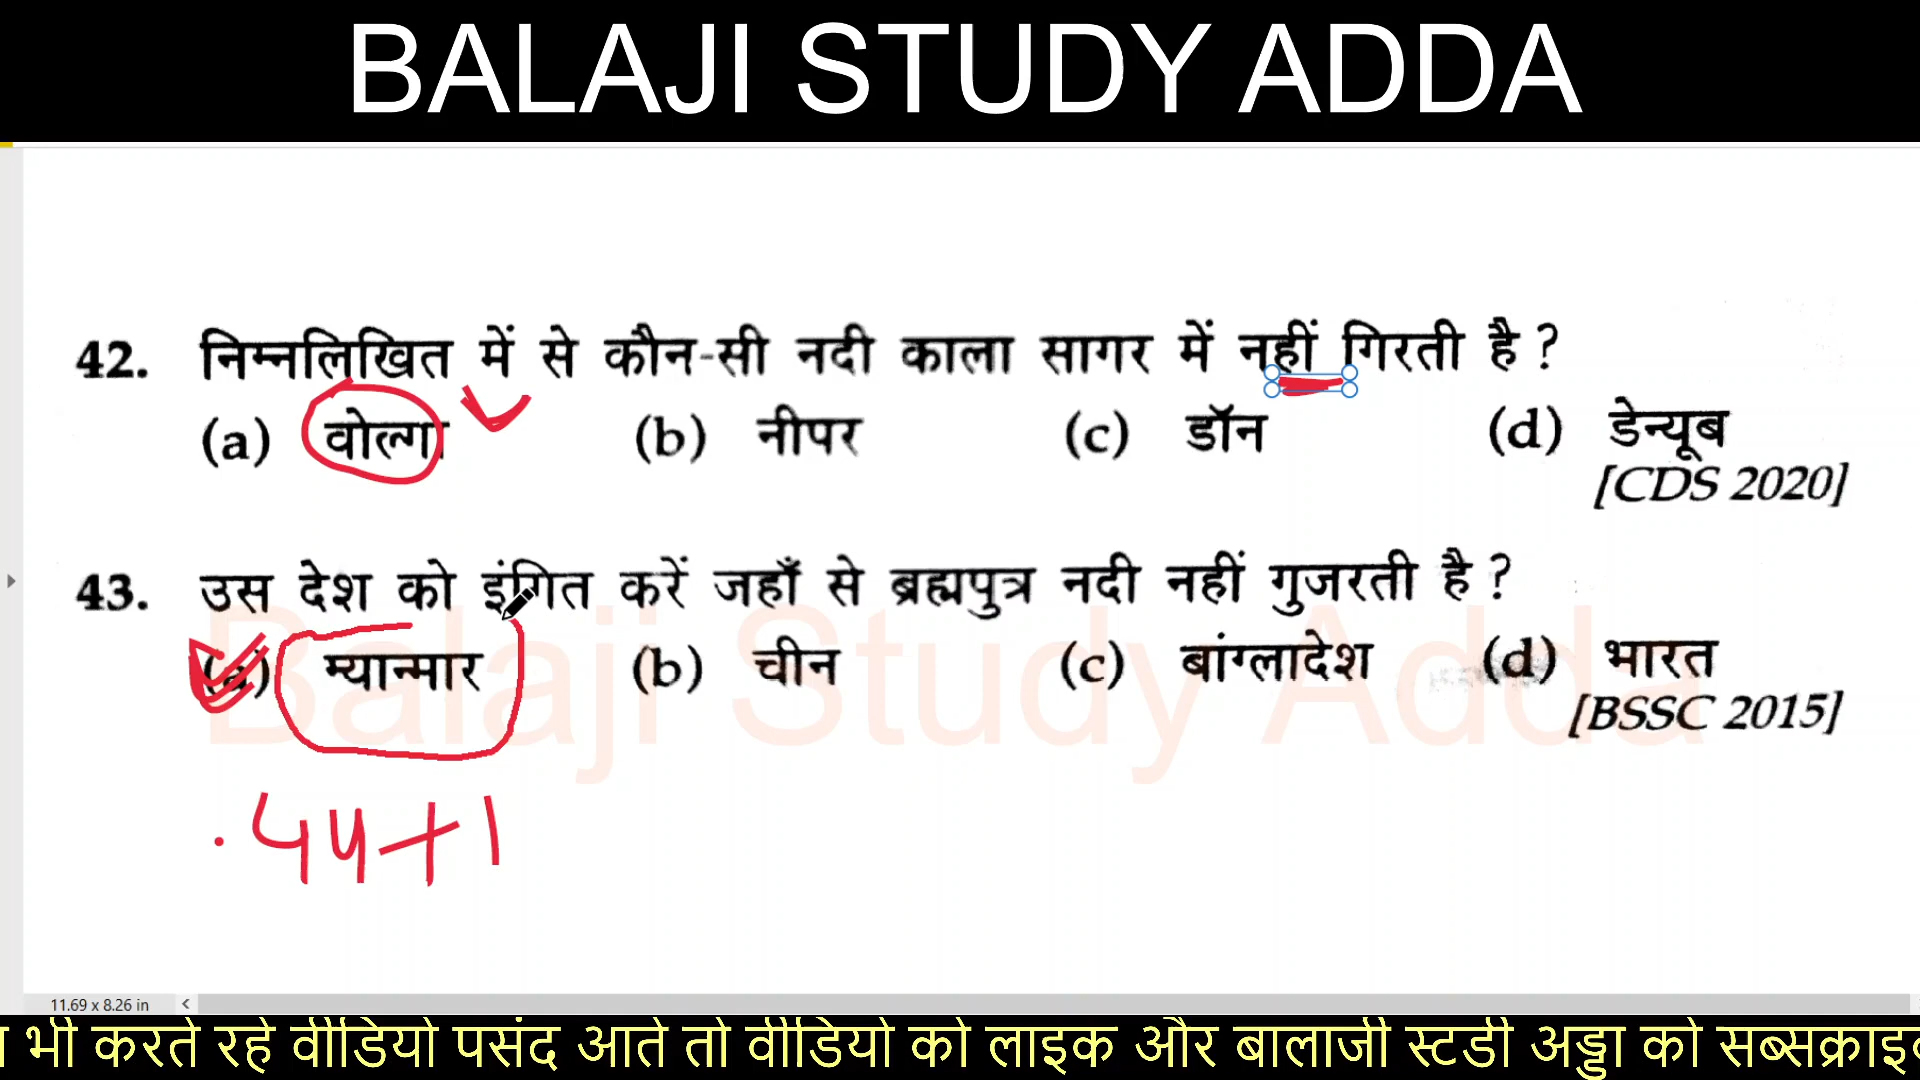 BALAJI STUDY ADDA
42. निम्नलिखित में से कौन-सी नदी काला सागर में नहीं गिरती है ?
(a) वोल्गा (b) नीपर (c) डॉन (d) डेन्यूब
[CDS 2020]
43. उस देश को इंगित करें जहाँ से ब्रह्मपुत्र नदी नहीं गुजरती है ?
(a) म्यान्मार (b) चीन (c) बांग्लादेश (d) भारत
[BSSC 2015]
Balaji Study Adda
11.69 x 8.26 in
भी करते रहे वीडियो पसंद आते तो वीडियो को लाइक और बालाजी स्टडी अड्डा को सब्सक्राइब